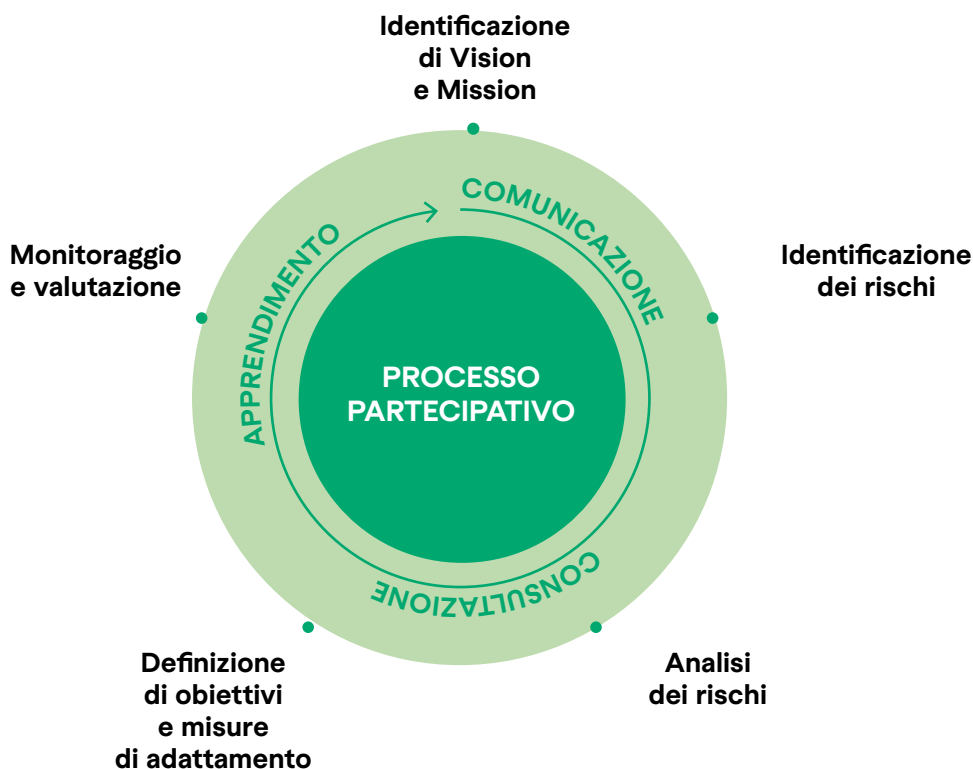 Identificazione
di Vision
e Mission
COMUNICAZIONE
APPRENDIMENTO
Monitoraggio
e valutazione
Identificazione
dei rischi
PROCESSO
PARTECIPATIVO
CONSULTAZIONE
Definizione
di obiettivi
e misure
di adattamento
Analisi
dei rischi